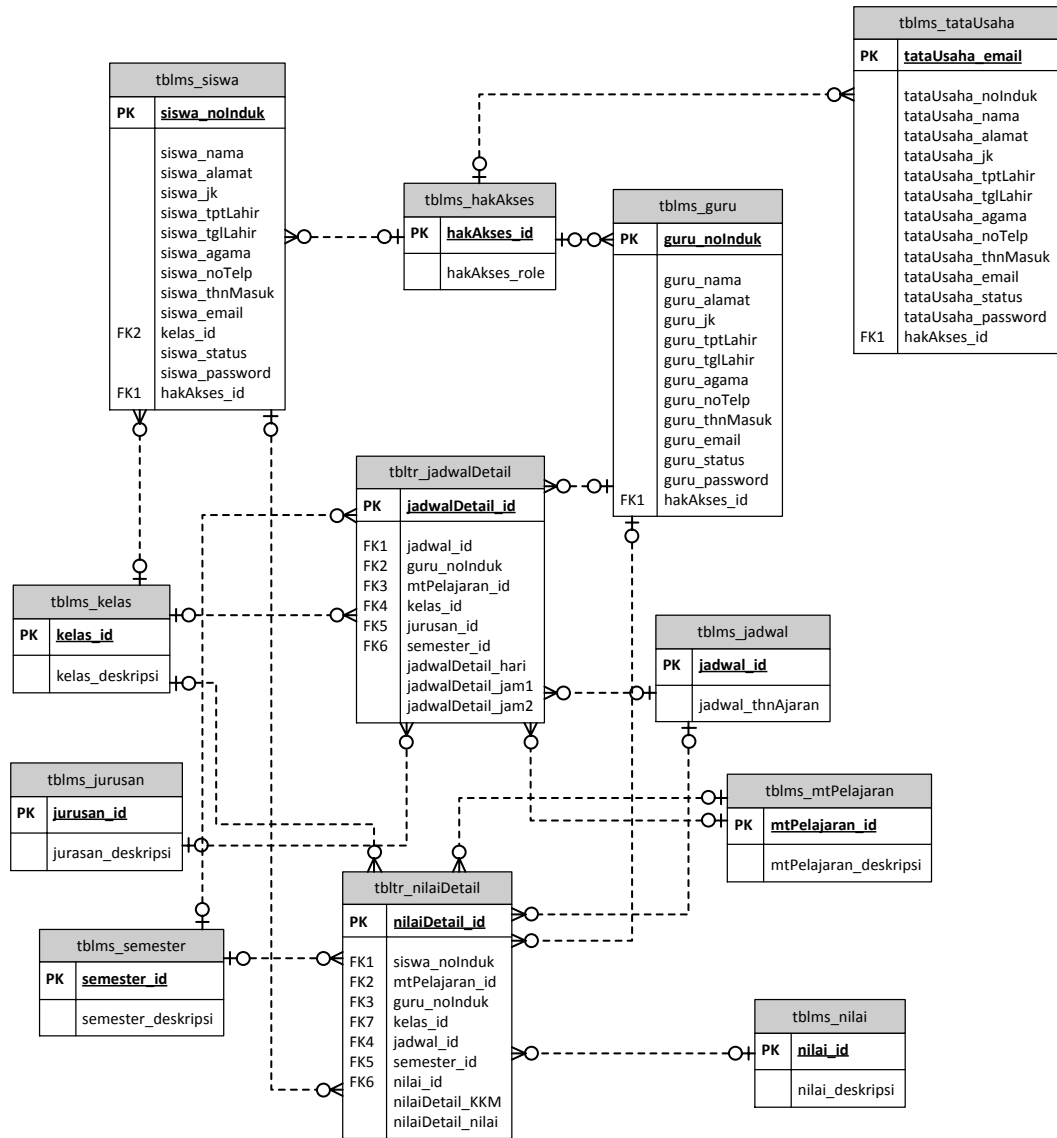 tblms_tataUsaha
PK tataUsaha_email
tataUsaha_noInduk
tataUsaha_nama
tataUsaha_alamat
tataUsaha_jk
tataUsaha_tptLahir
tataUsaha_tglLahir
tataUsaha_agama
tataUsaha_noTelp
tataUsaha_thnMasuk
tataUsaha_email
tataUsaha_status
tataUsaha_password
FK1 hakAkses_id
tblms_siswa
PK siswa_noInduk
siswa_nama
siswa_alamat
siswa_jk
siswa_tptLahir
siswa_tglLahir
siswa_agama
siswa_noTelp
siswa_thnMasuk
siswa_email
FK2 kelas_id
siswa_status
siswa_password
FK1 hakAkses_id
tblms_hakAkses
PK hakAkses_id
hakAkses_role
tblms_guru
PK guru_noInduk
guru_nama
guru_alamat
guru_jk
guru_tptLahir
guru_tglLahir
guru_agama
guru_noTelp
guru_thnMasuk
guru_email
guru_status
guru_password
FK1 hakAkses_id
tbltr_jadwalDetail
PK jadwalDetail_id
FK1 jadwal_id
FK2 guru_noInduk
FK3 mtPelajaran_id
FK4 kelas_id
FK5 jurusan_id
FK6 semester_id
jadwalDetail_hari
jadwalDetail_jam1
jadwalDetail_jam2
tblms_kelas
PK kelas_id
kelas_deskripsi
tblms_jadwal
PK jadwal_id
jadwal_thnAjaran
tblms_jurusan
PK jurusan_id
jurasan_deskripsi
tblms_mtPelajaran
PK mtPelajaran_id
mtPelajaran_deskripsi
tbltr_nilaiDetail
PK nilaiDetail_id
FK1 siswa_noInduk
FK2 mtPelajaran_id
FK3 guru_noInduk
FK7 kelas_id
FK4 jadwal_id
FK5 semester_id
FK6 nilai_id
nilaiDetail_KKM
nilaiDetail_nilai
tblms_semester
PK semester_id
semester_deskripsi
tblms_nilai
PK nilai_id
nilai_deskripsi